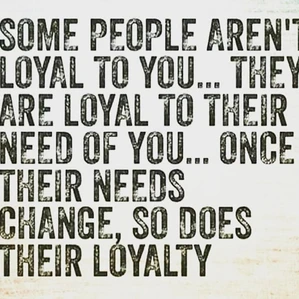 SOME PEOPLE AREN'T
LOYAL TO YOU... THEY
ARE LOYAL TO THEIR
NEED OF YOU... ONCE
THEIR NEEDS
CHANGE, SO DOES
THEIR LOYALTY